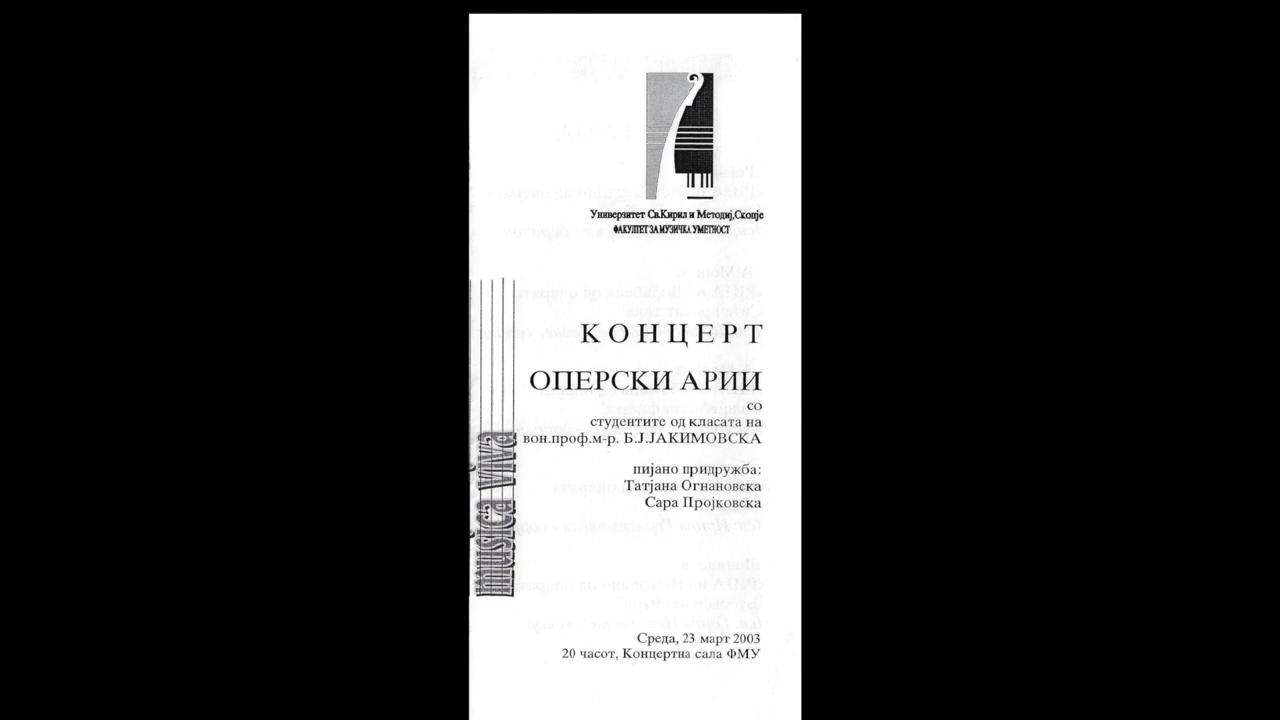 Универзитет Св.Кирил и Методиј,Скопје
ФАКУЛТЕТ ЗА МУЗИЧКА УМЕТНОСТ
КОНЦЕРТ
ОПЕРСКИ АРИИ
со
студентите од класата на
вон.проф.м-р. Б.Ј.ЈАКИМОВСКА
пијано придружба:
Татјана Огнановска
Сара Пројковска
musica viva
Среда, 23 март 2003
20 часот, Концертна сала ФМУ